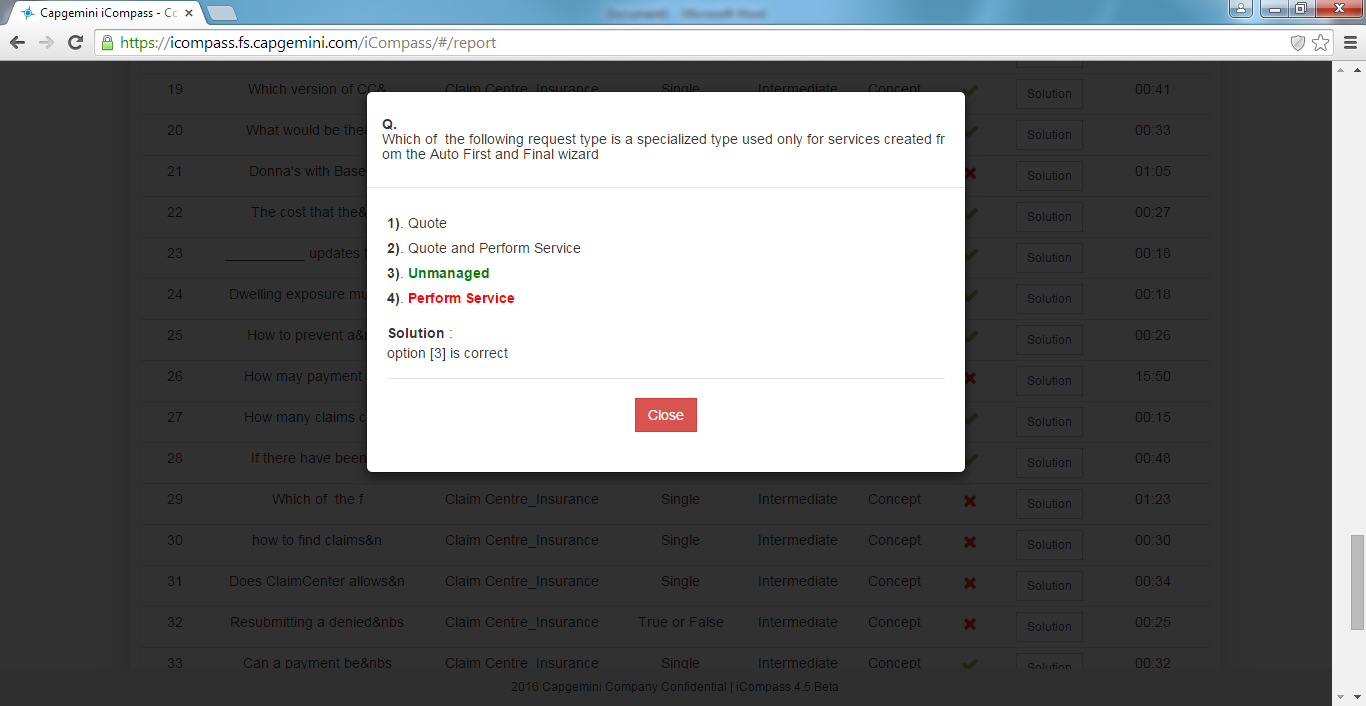 Capgemini iCompass - Co
Document1 - Microsoft Word
https://icompass.fs.capgemini.com/iCompass/#/report
19 Which version of CC& Claim Centre_Insurance Single Intermediate Concept Solution 00:41
20 What would be the& Solution 00:33
21 Donna's with Base Solution 01:05
22 The cost that the& Solution 00:27
23 __________ updates Solution 00:18
24 Dwelling exposure mu Solution 00:18
25 How to prevent a& Solution 00:26
26 How may payment Solution 15:50
27 How many claims c Solution 00:15
28 If there have been Solution 00:48
Q.
Which of  the following request type is a specialized type used only for services created fr
om the Auto First and Final wizard
1). Quote
2). Quote and Perform Service
3). Unmanaged
4). Perform Service
Solution :
option [3] is correct
Close
29 Which of  the f Claim Centre_Insurance Single Intermediate Concept Solution 01:23
30 how to find claims&n Claim Centre_Insurance Single Intermediate Concept Solution 00:30
31 Does ClaimCenter allows&n Claim Centre_Insurance Single Intermediate Concept Solution 00:34
32 Resubmitting a denied&nbs Claim Centre_Insurance True or False Intermediate Concept Solution 00:25
33 Can a payment be&nbs Claim Centre_Insurance Single Intermediate Concept Solution 00:32
2016 Capgemini Company Confidential | iCompass 4.5 Beta